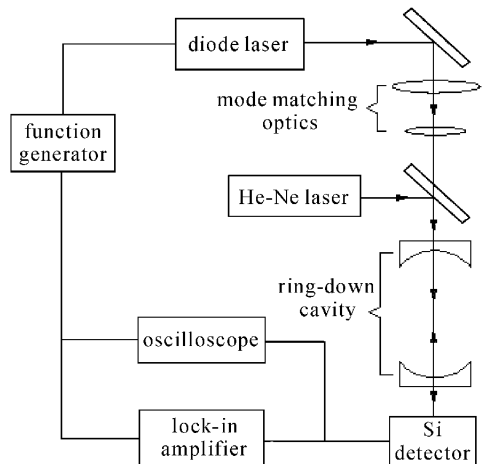 diode laser
mode matching
optics
function
generator
He-Ne laser
ring-down
cavity
oscilloscope
lock-in
amplifier
Si
detector